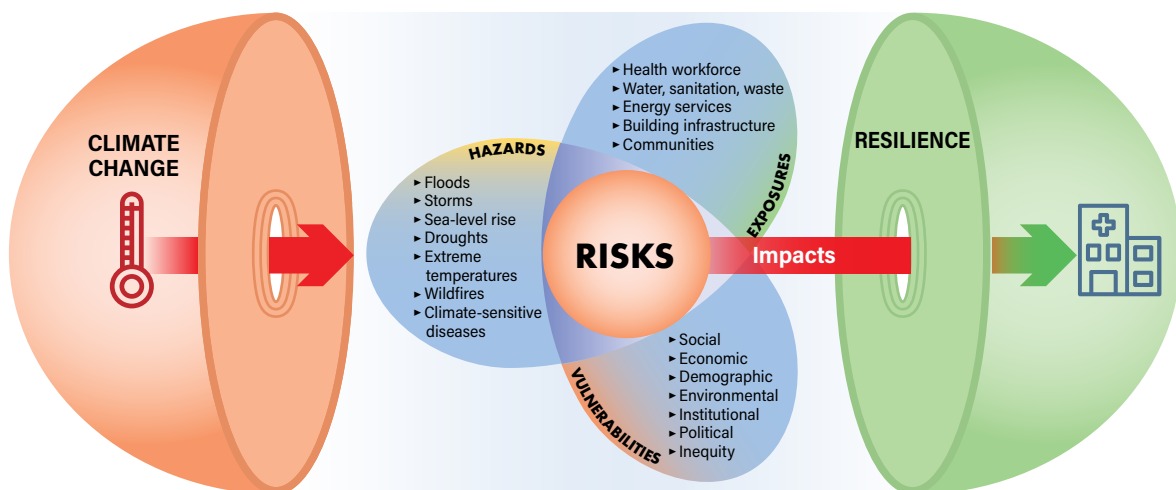 CLIMATE
CHANGE
HAZARDS
▸ Floods
▸ Storms
▸ Sea-level rise
▸ Droughts
▸ Extreme
temperatures
▸ Wildfires
▸ Climate-sensitive
diseases
▸ Health workforce
▸ Water, sanitation, waste
▸ Energy services
▸ Building infrastructure
▸ Communities
EXPOSURES
RISKS
Impacts
VULNERABILITIES
▸ Social
▸ Economic
▸ Demographic
▸ Environmental
▸ Institutional
▸ Political
▸ Inequity
RESILIENCE